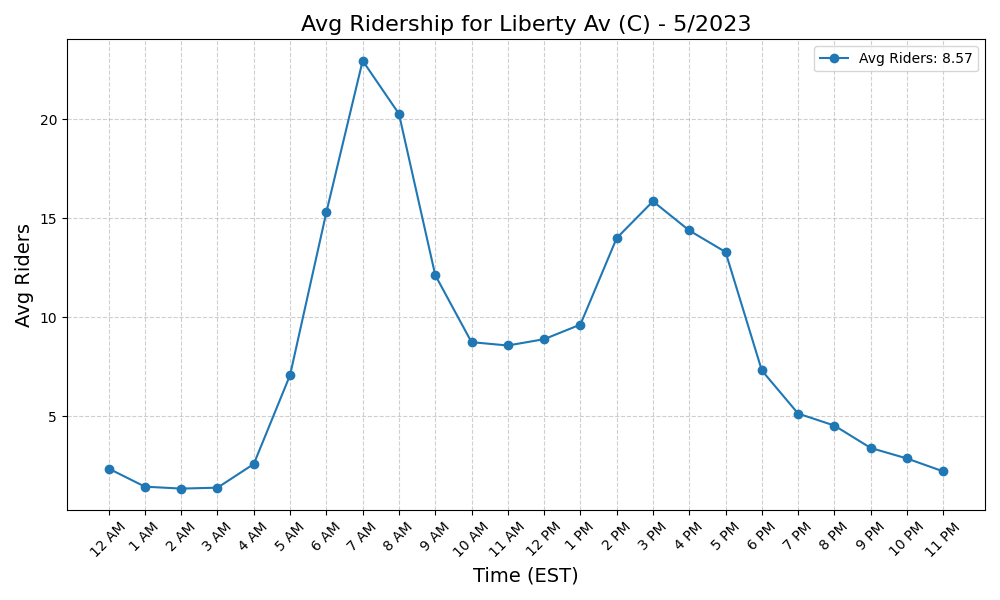 Avg Ridership for Liberty Av (C) - 5/2023
Avg Riders: 8.57
Avg Riders
20
15
10
5
12 AM
1 AM
2 AM
3 AM
4 AM
5 AM
6 AM
7 AM
8 AM
9 AM
10 AM
11 AM
12 PM
1 PM
2 PM
3 PM
4 PM
5 PM
6 PM
7 PM
8 PM
9 PM
10 PM
11 PM
Time (EST)